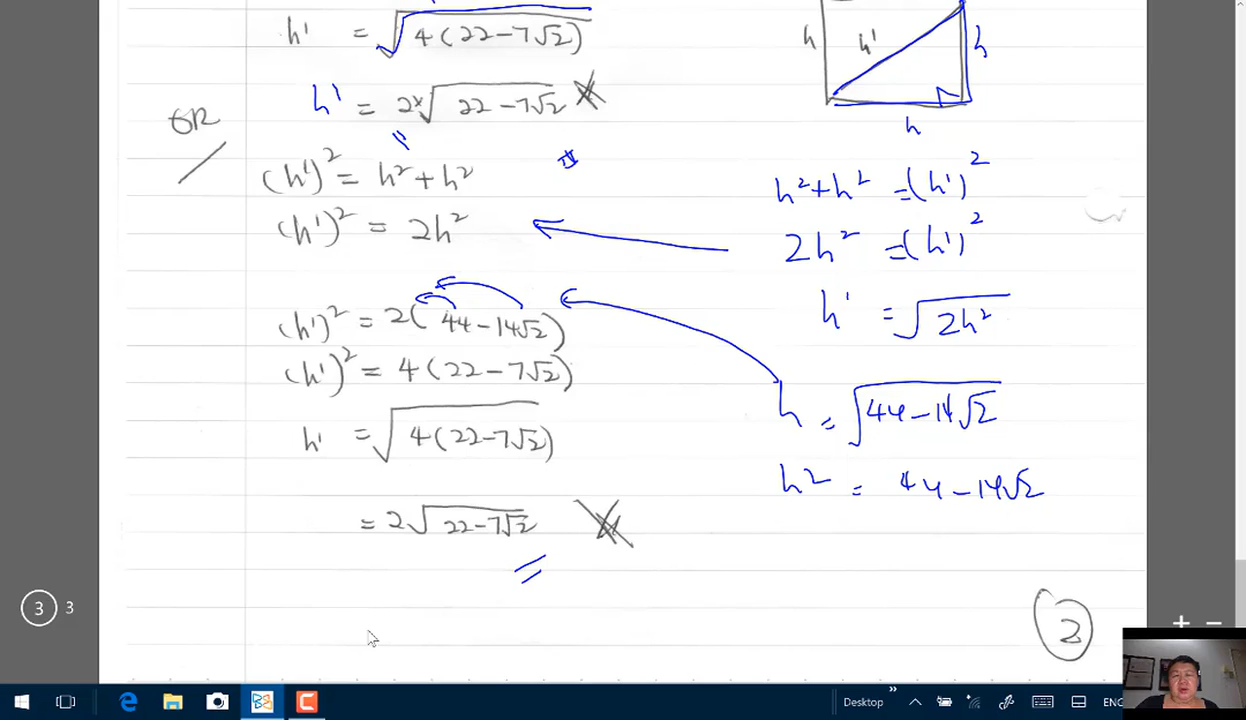 h' = √4(22-7√2)
h' = 2×√22-7√2
OR
(h')² = h²+h²
(h')² = 2h²
(h')² = 2(44-14√2)
(h')² = 4(22-7√2)
h' = √4(22-7√2)
= 2√22-7√2
h
h'
h
h
h²+h² =(h')²
2h² =(h')²
h' = √2h²
h = √44-14√2
h² = 44-14√2
2
3 3
+ −
Desktop
ENG